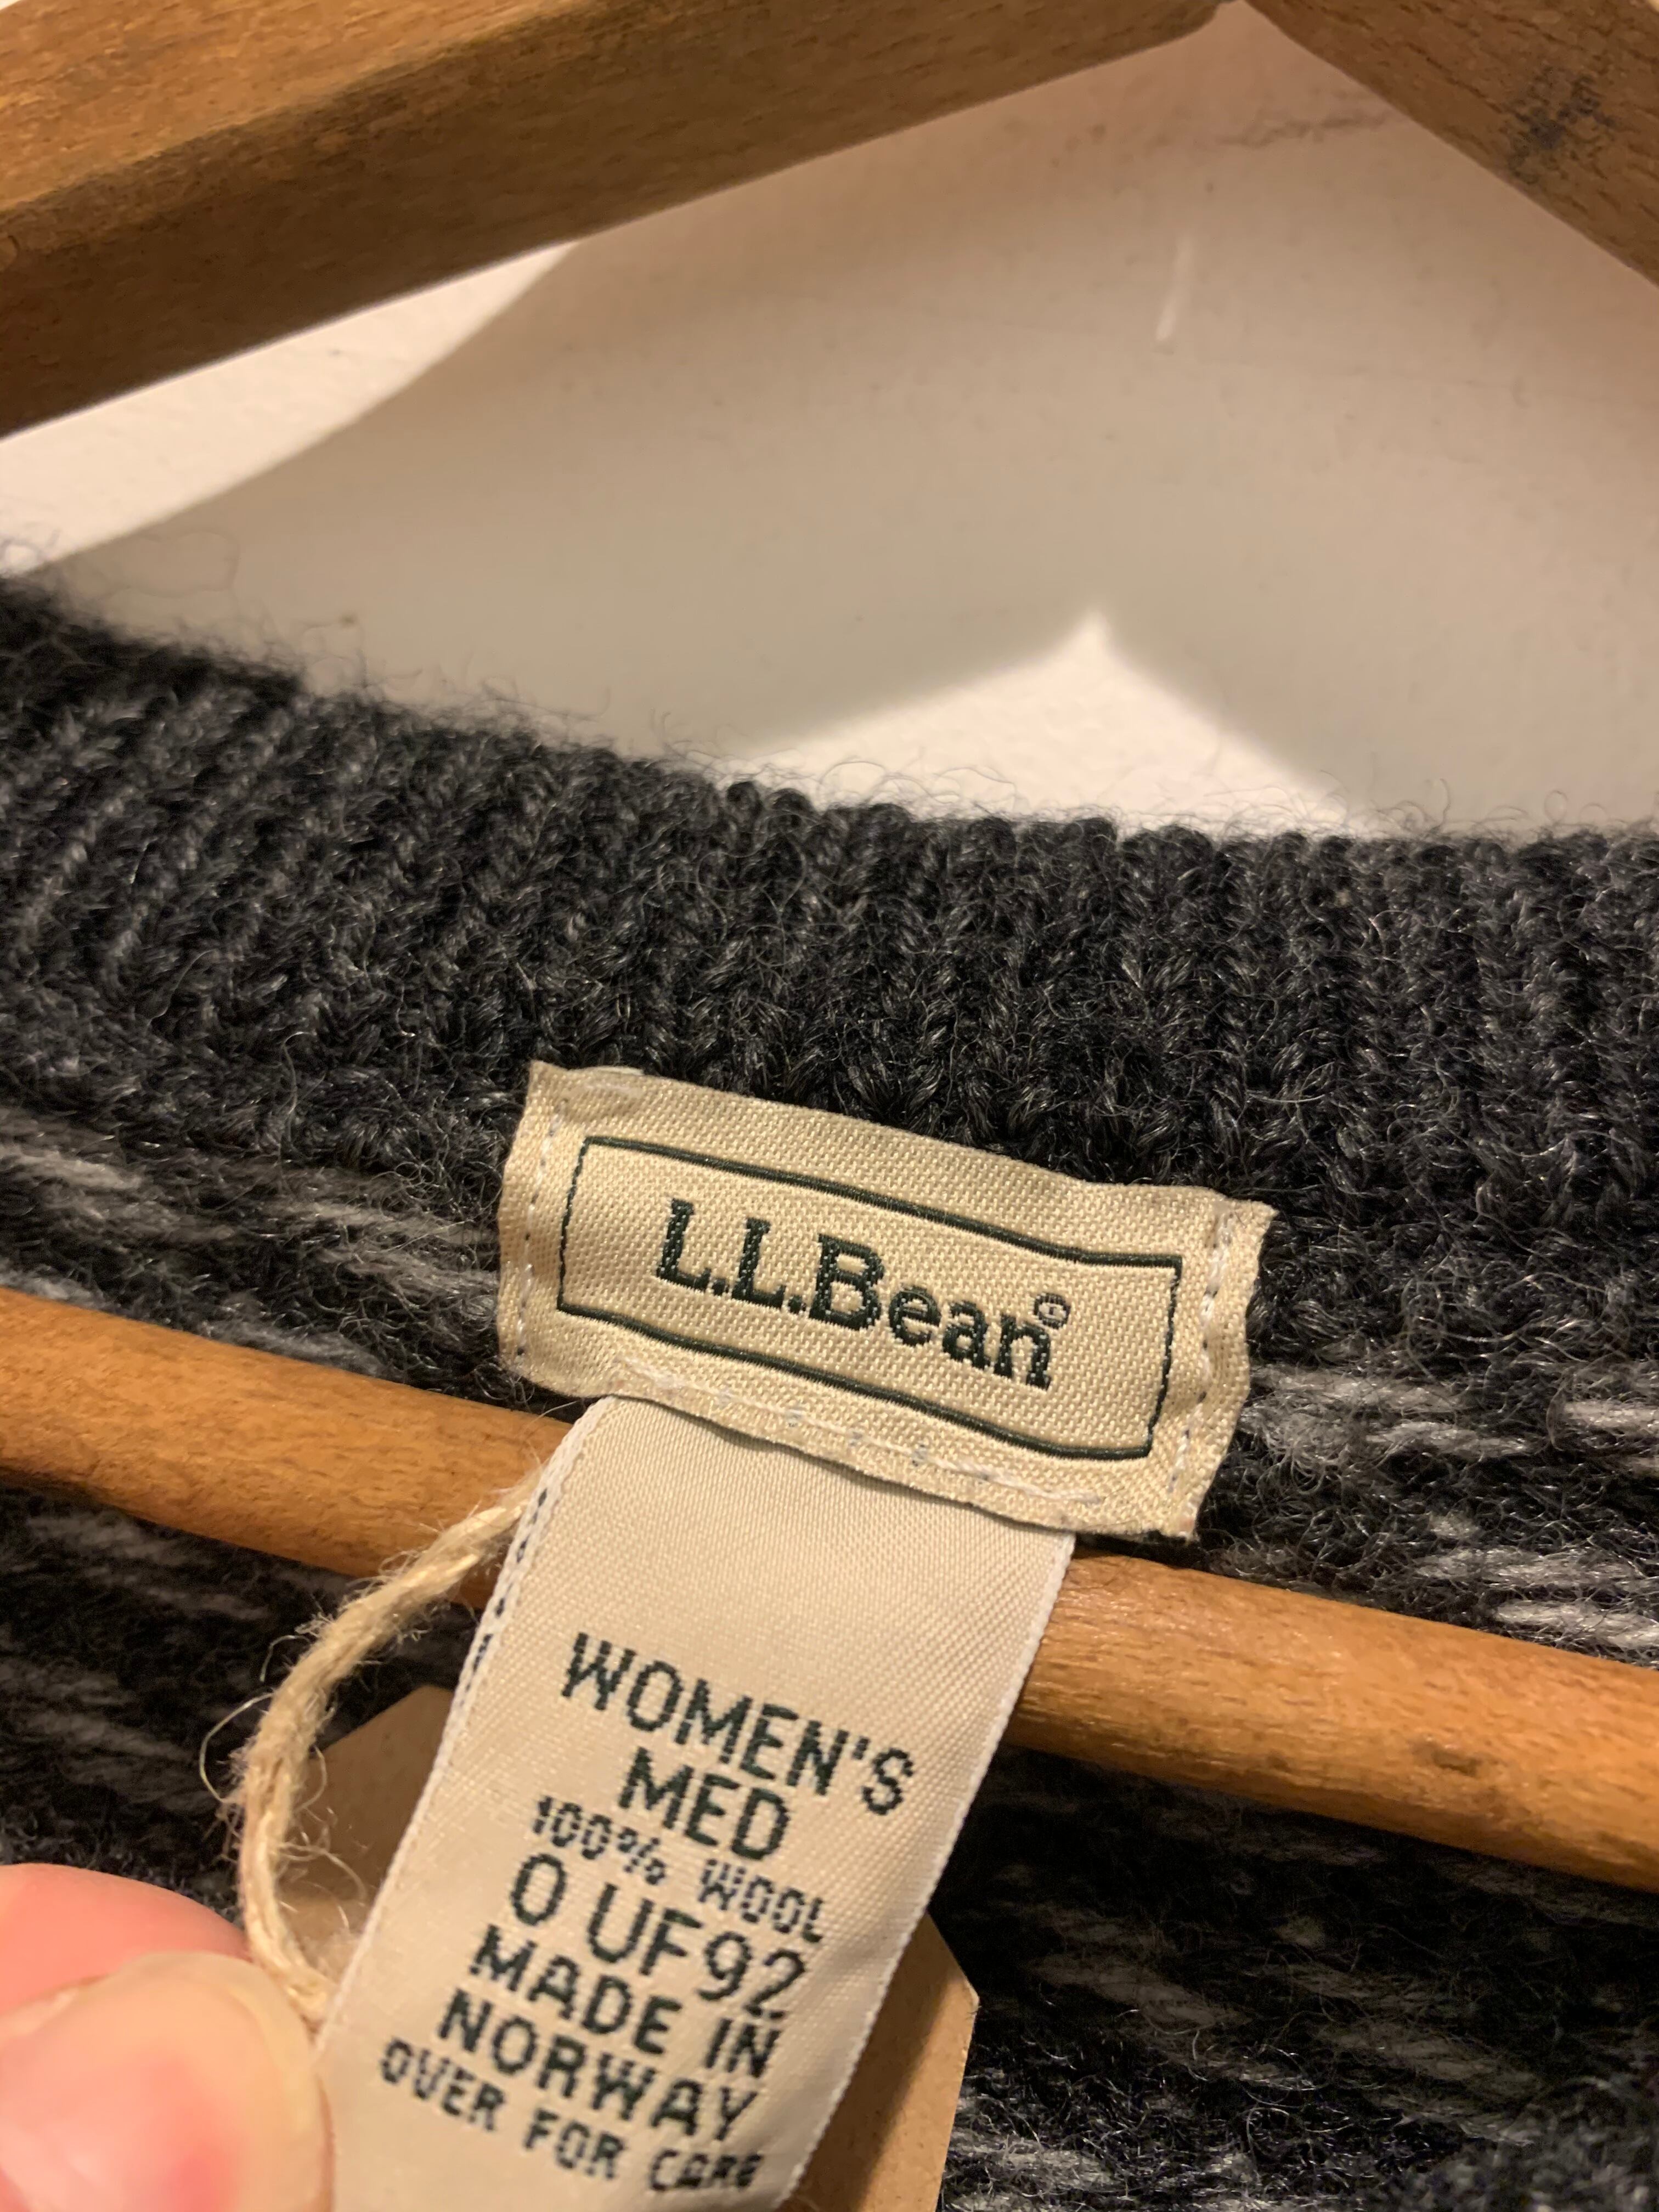 L.L.Bean®
WOMEN'S
MED
100% WOOL
0 UF92
MADE IN
NORWAY
OVER FOR CARE